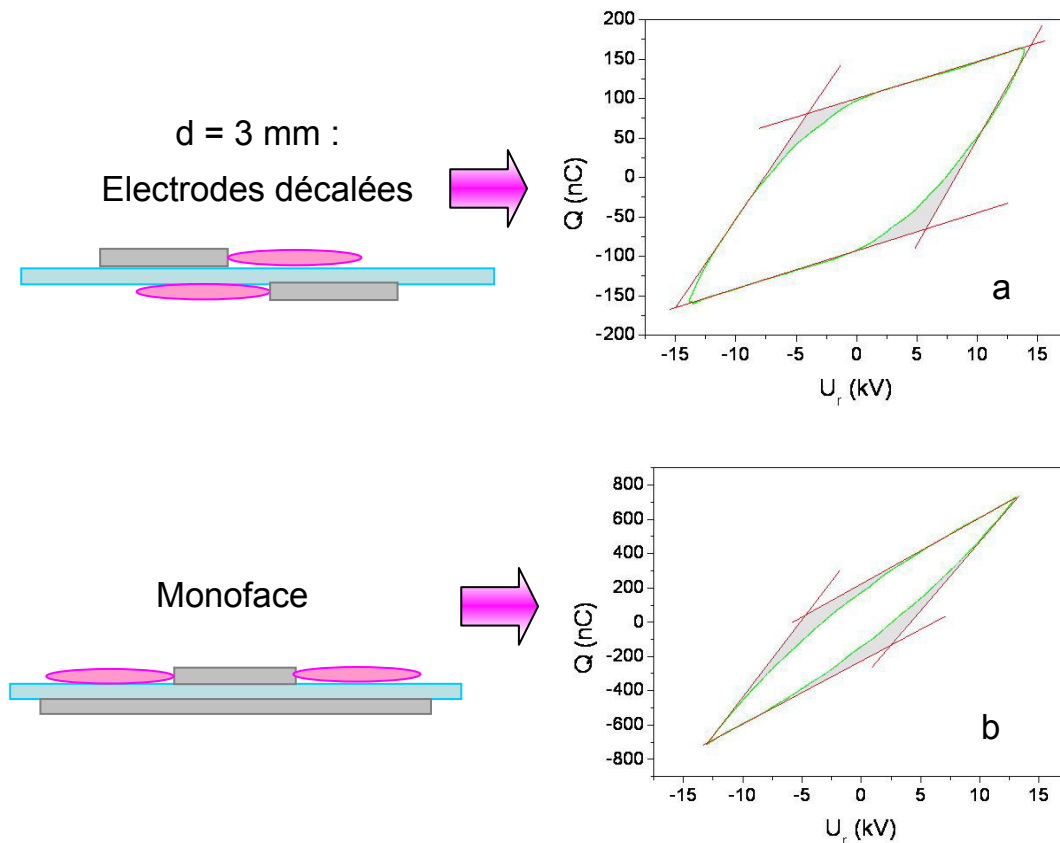 d = 3 mm :
Electrodes décalées
200
150
100
50
0
-50
-100
-150
-200
Q (nC)
-15 -10 -5 0 5 10 15
U_r (kV)
a
Monoface
800
600
400
200
0
-200
-400
-600
-800
Q (nC)
-15 -10 -5 0 5 10 15
U_r (kV)
b